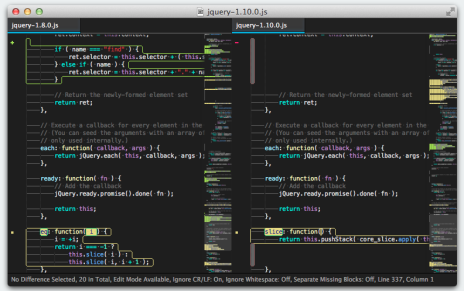 jquery-1.10.0.js
jquery-1.8.0.js
jquery-1.10.0.js
if ( name === "find" ) {
ret.selector = this.selector + ( this.s
} else if ( name ) {
ret.selector = this.selector + "." + n
}
// Return the newly-formed element set
return ret;
},
// Execute a callback for every element in the
// (You can seed the arguments with an array of
// only used internally.)
each: function( callback, args ) {
return jQuery.each( this, callback, args );
},
ready: function( fn ) {
// Add the callback
jQuery.ready.promise().done( fn );
return this;
},
eq: function( i ) {
i = +i;
return i === -1 ?
this.slice( i ) :
this.slice( i, i + 1 );
// Return the newly-formed element set
return ret;
},
// Execute a callback for every element in the
// (You can seed the arguments with an array of
// only used internally.)
each: function( callback, args ) {
return jQuery.each( this, callback, args );
},
ready: function( fn ) {
// Add the callback
jQuery.ready.promise().done( fn );
return this;
},
slice: function() {
return this.pushStack( core_slice.apply( th
},
No Difference Selected, 20 In Total, Edit Mode Available, Ignore CR/LF: On, Ignore Whitespace: Off, Separate Missing Blocks: Off, Line 337, Column 1